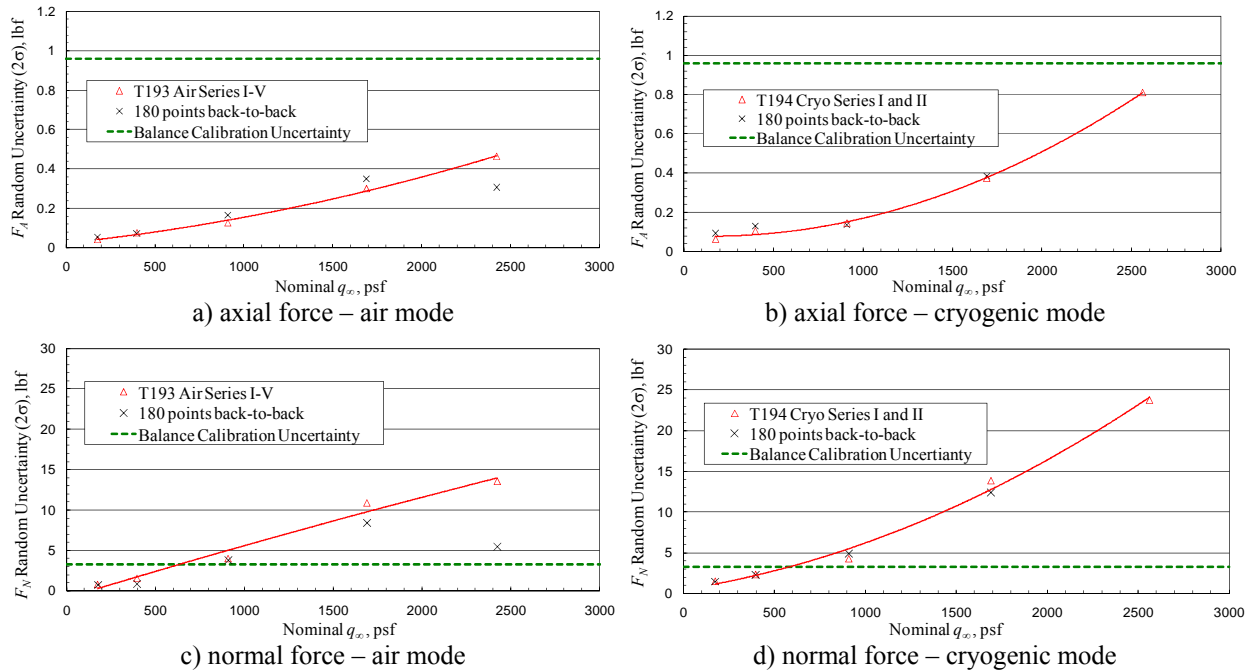 1.2
1
0.8
0.6
0.4
0.2
0
0 500 1000 1500 2000 2500 3000
F_A Random Uncertainty (2σ), lbf
Nominal q∞, psf
T193 Air Series I-V
180 points back-to-back
Balance Calibration Uncertainty
a) axial force – air mode
1.2
1
0.8
0.6
0.4
0.2
0
0 500 1000 1500 2000 2500 3000
F_A Random Uncertainty (2σ), lbf
Nominal q∞, psf
T194 Cryo Series I and II
180 points back-to-back
Balance Calibration Uncertainty
b) axial force – cryogenic mode
30
25
20
15
10
5
0
0 500 1000 1500 2000 2500 3000
F_N Random Uncertainty (2σ), lbf
Nominal q∞, psf
T193 Air Series I-V
180 points back-to-back
Balance Calibration Uncertainty
c) normal force – air mode
30
25
20
15
10
5
0
0 500 1000 1500 2000 2500 3000
F_N Random Uncertainty (2σ), lbf
Nominal q∞, psf
T194 Cryo Series I and II
180 points back-to-back
Balance Calibration Uncertianty
d) normal force – cryogenic mode